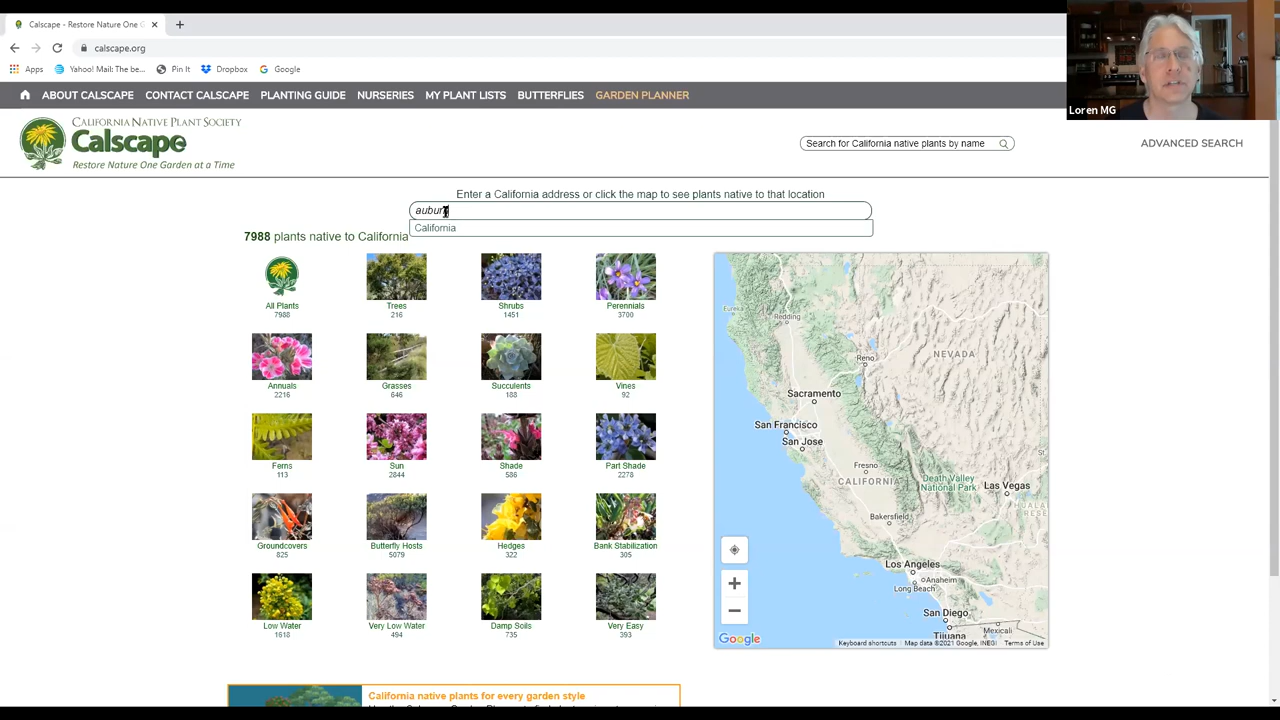 Calscape - Restore Nature One G
calscape.org
Apps
Yahoo! Mail: The be...
Pin It
Dropbox
Google
Loren MG
ABOUT CALSCAPE
CONTACT CALSCAPE
PLANTING GUIDE
NURSERIES
MY PLANT LISTS
BUTTERFLIES
GARDEN PLANNER
CALIFORNIA NATIVE PLANT SOCIETY
Calscape
Restore Nature One Garden at a Time
Search for California native plants by name
ADVANCED SEARCH
Enter a California address or click the map to see plants native to that location
auburn
California
7988 plants native to California
All Plants
7988
Trees
216
Shrubs
1451
Perennials
3700
Annuals
2216
Grasses
646
Succulents
188
Vines
92
Ferns
113
Sun
2844
Shade
586
Part Shade
2278
Groundcovers
825
Butterfly Hosts
5079
Hedges
322
Bank Stabilization
305
Low Water
1618
Very Low Water
494
Damp Soils
735
Very Easy
393
Eureka
Redding
Reno
NEVADA
Sacramento
San Francisco
San Jose
Fresno
CALIFORNIA
Death Valley
National Park
Las Vegas
Bakersfield
Los Angeles
Anaheim
Long Beach
San Diego
Mexicali
Tijuana
Google
Keyboard shortcuts
Map data ©2021 Google, INEGI
Terms of Use
California native plants for every garden style